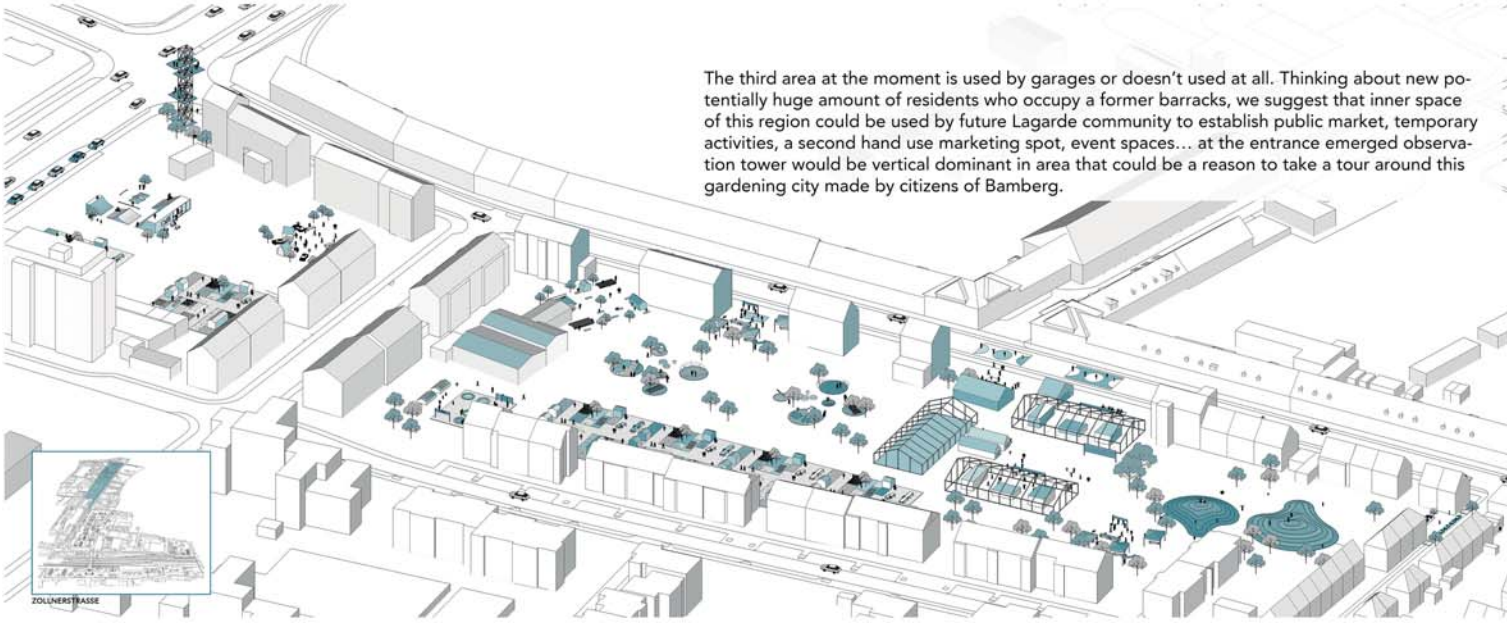 The third area at the moment is used by garages or doesn't used at all. Thinking about new po-
tentially huge amount of residents who occupy a former barracks, we suggest that inner space
of this region could be used by future Lagarde community to establish public market, temporary
activities, a second hand use marketing spot, event spaces... at the entrance emerged observa-
tion tower would be vertical dominant in area that could be a reason to take a tour around this
gardening city made by citizens of Bamberg.
ZOLLNERSTRASSE